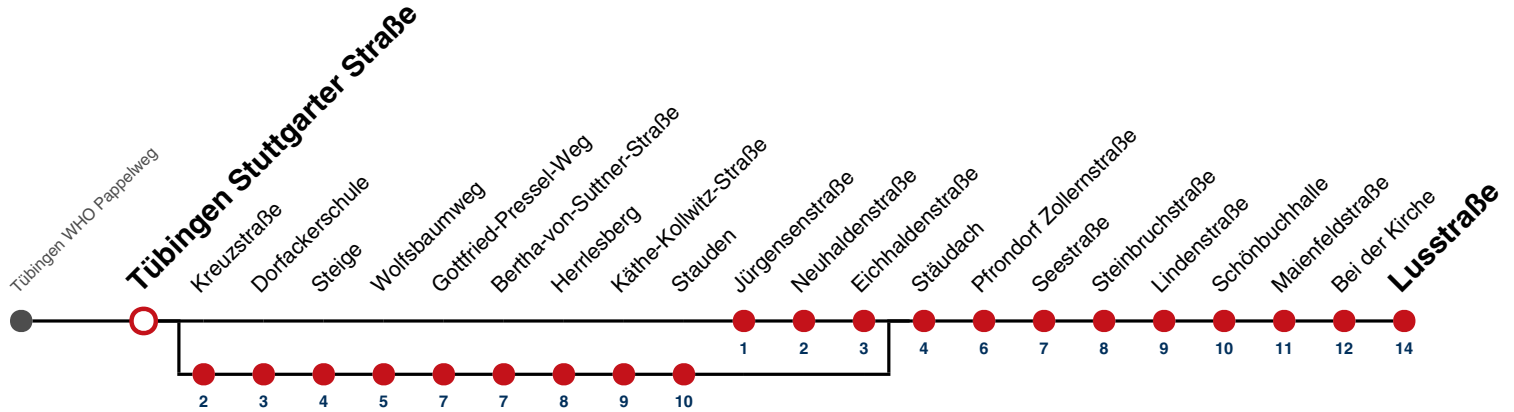 Tübingen WHO Pappelweg
Tübingen Stuttgarter Straße
Kreuzstraße
Dorfackerschule
Steige
Wolfsbaumweg
Gottfried-Pressel-Weg
Bertha-von-Suttner-Straße
Herrlesberg
Käthe-Kollwitz-Straße
Stauden
Jürgensenstraße
Neuhaldenstraße
Eichhaldenstraße
Stäudach
Pfrondorf Zollernstraße
Seestraße
Steinbruchstraße
Lindenstraße
Schönbuchhalle
Maienfeldstraße
Bei der Kirche
Lusstraße
1 2 3 4 6 7 8 9 10 11 12 14
2 3 4 5 7 7 8 9 10